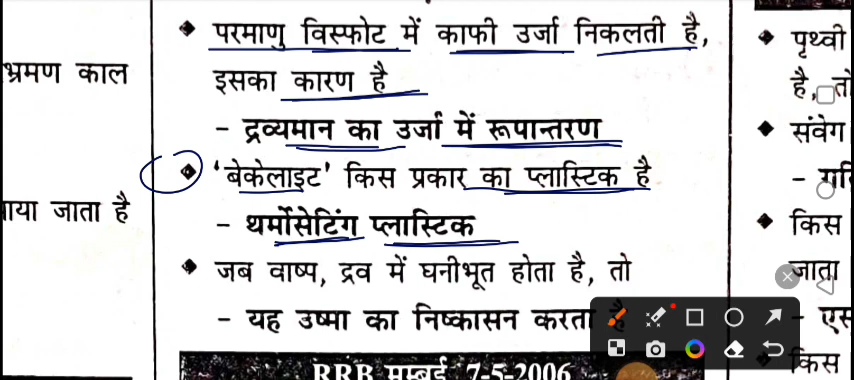 भ्रमण काल
पाया जाता है
परमाणु विस्फोट में काफी उर्जा निकलती है,
इसका कारण है
- द्रव्यमान का उर्जा में रूपान्तरण
'बेकेलाइट' किस प्रकार का प्लास्टिक है
- थर्मोसेटिंग प्लास्टिक
जब वाष्प, द्रव में घनीभूत होता है, तो
- यह उष्मा का निष्कासन करता है
RRB मुम्बई 7-5-2006
पृथ्वी
है, तो
संवेग
किस
जाता
किस